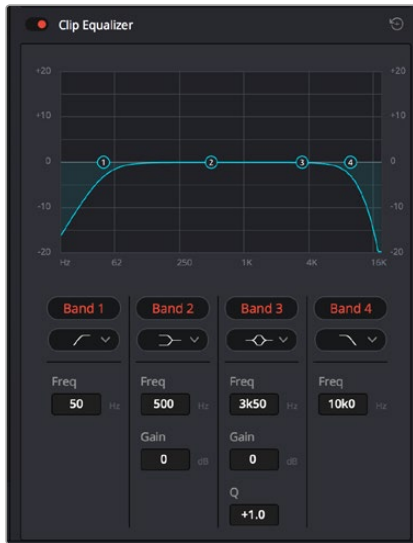 Clip Equalizer
+20 +20
+10 +10
0 0
-10 -10
-20 -20
Hz 62 250 1K 4K 16K
1 2 3 4
Band 1 Band 2 Band 3 Band 4
Freq Freq Freq Freq
50 Hz 500 Hz 3k50 Hz 10k0 Hz
Gain Gain
0 dB 0 dB
Q
+1.0